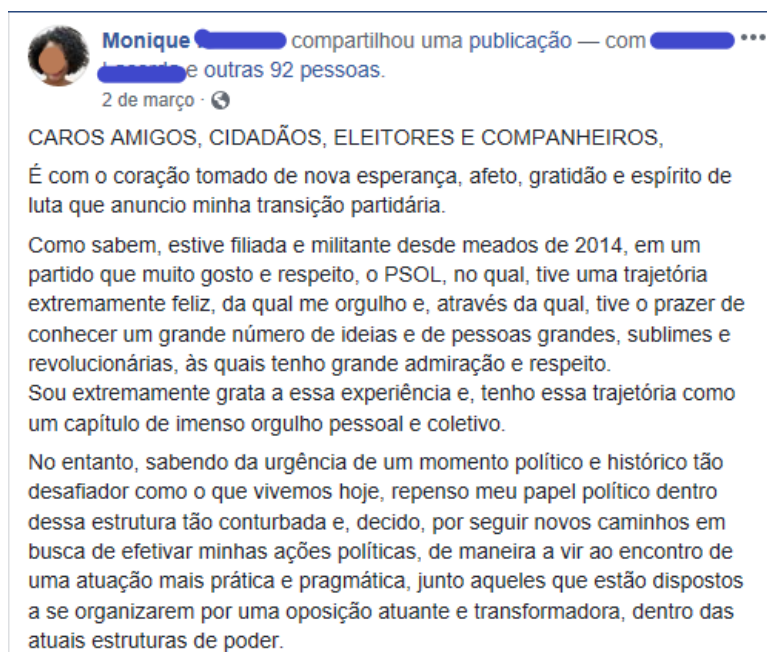 Monique compartilhou uma publicação — com
e outras 92 pessoas.
2 de março ·
CAROS AMIGOS, CIDADÃOS, ELEITORES E COMPANHEIROS,
É com o coração tomado de nova esperança, afeto, gratidão e espírito de
luta que anuncio minha transição partidária.
Como sabem, estive filiada e militante desde meados de 2014, em um
partido que muito gosto e respeito, o PSOL, no qual, tive uma trajetória
extremamente feliz, da qual me orgulho e, através da qual, tive o prazer de
conhecer um grande número de ideias e de pessoas grandes, sublimes e
revolucionárias, às quais tenho grande admiração e respeito.
Sou extremamente grata a essa experiência e, tenho essa trajetória como
um capítulo de imenso orgulho pessoal e coletivo.
No entanto, sabendo da urgência de um momento político e histórico tão
desafiador como o que vivemos hoje, repenso meu papel político dentro
dessa estrutura tão conturbada e, decido, por seguir novos caminhos em
busca de efetivar minhas ações políticas, de maneira a vir ao encontro de
uma atuação mais prática e pragmática, junto aqueles que estão dispostos
a se organizarem por uma oposição atuante e transformadora, dentro das
atuais estruturas de poder.